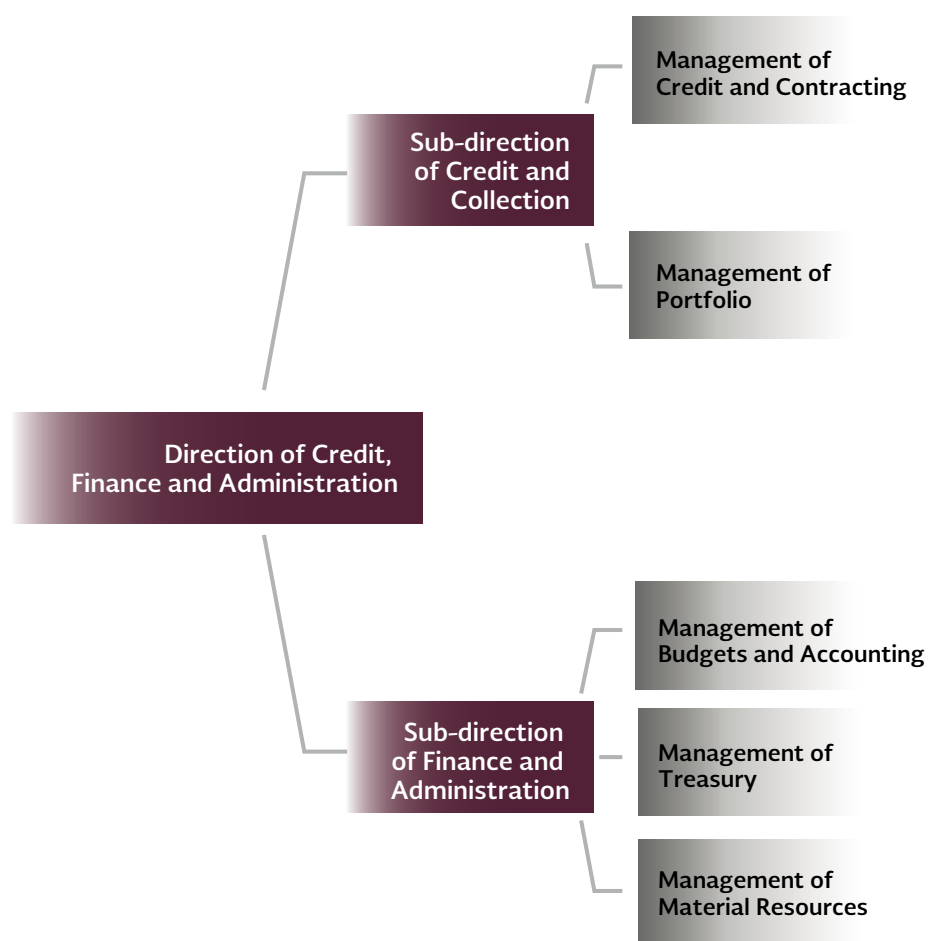 Management of
Credit and Contracting
Sub-direction
of Credit and
Collection
Management of
Portfolio
Direction of Credit,
Finance and Administration
Management of
Budgets and Accounting
Sub-direction
of Finance and
Administration
Management of
Treasury
Management of
Material Resources